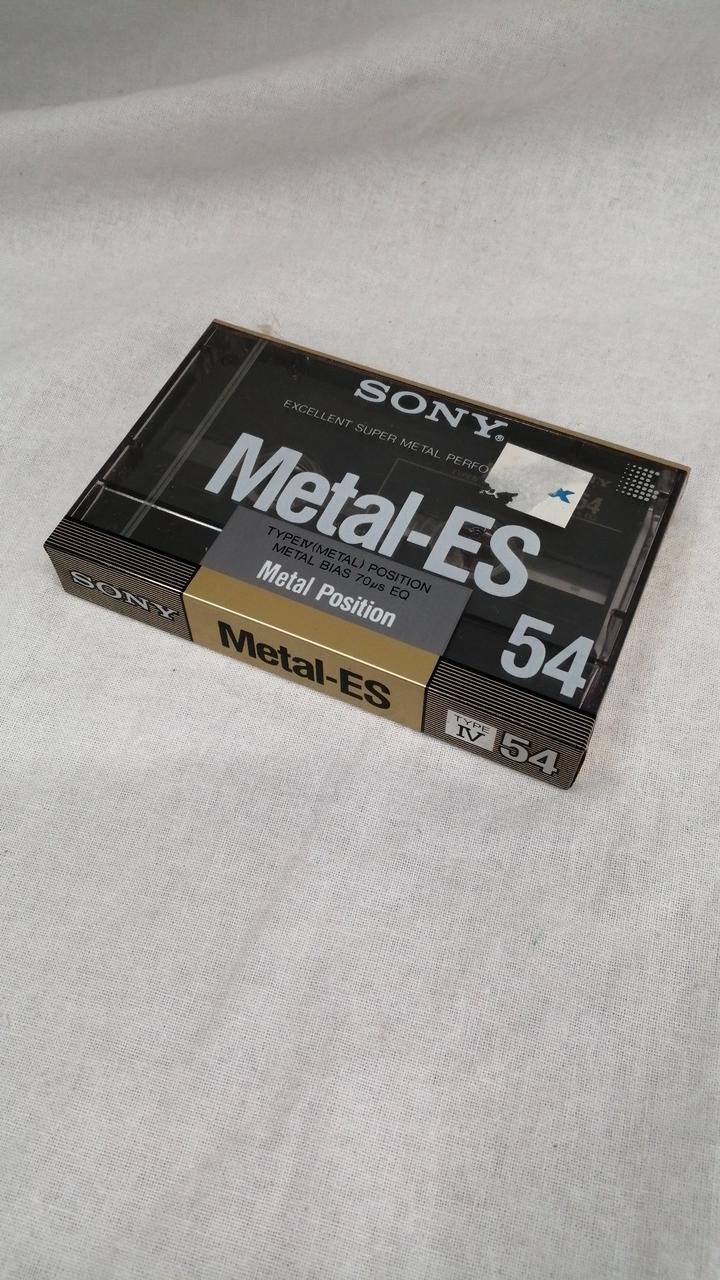 SONY®
EXCELLENT SUPER METAL PERFO
Metal-ES
54
TYPE IV (METAL) POSITION
METAL BIAS 70μs EQ
Metal Position
SONY
Metal-ES
TYPE
IV
54